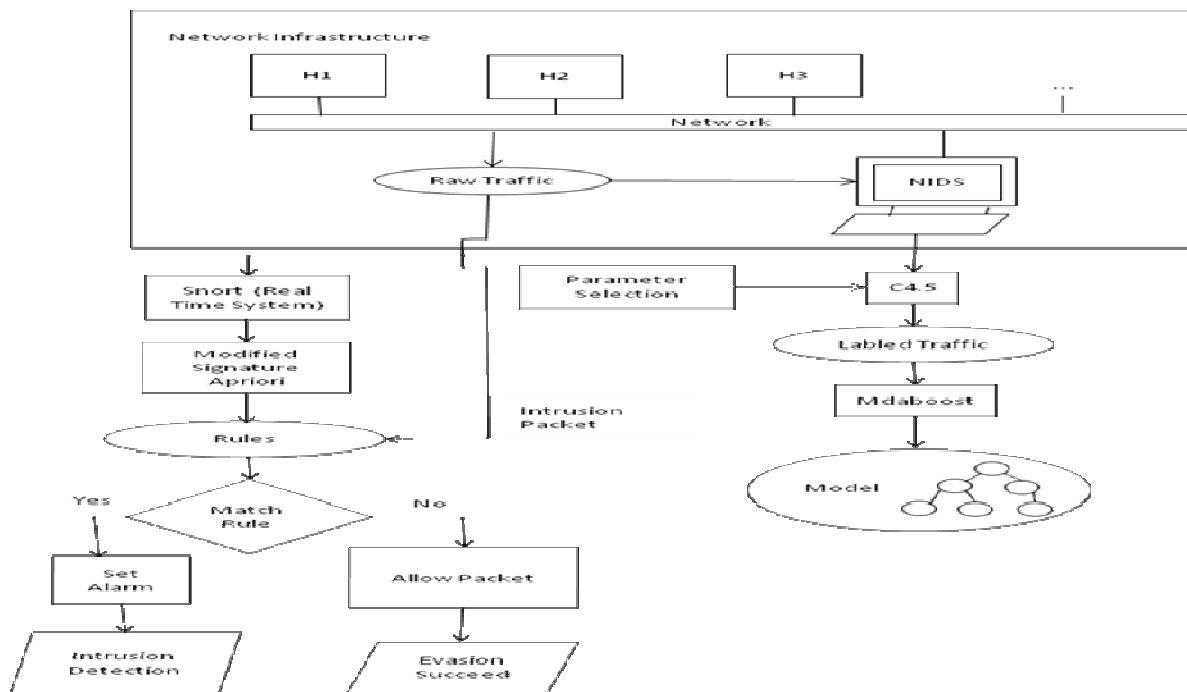 Network Infrastructure
H1
H2
H3
...
Network
Raw Traffic
NIDS
Snort (Real
Time System)
Parameter
Selection
C4.5
Modified
Signature
Apriori
Labled Traffic
Mdaboost
Intrusion
Packet
Rules
Model
Yes
Match
Rule
No
Set
Alarm
Allow Packet
Intrusion
Detection
Evasion
Succeed